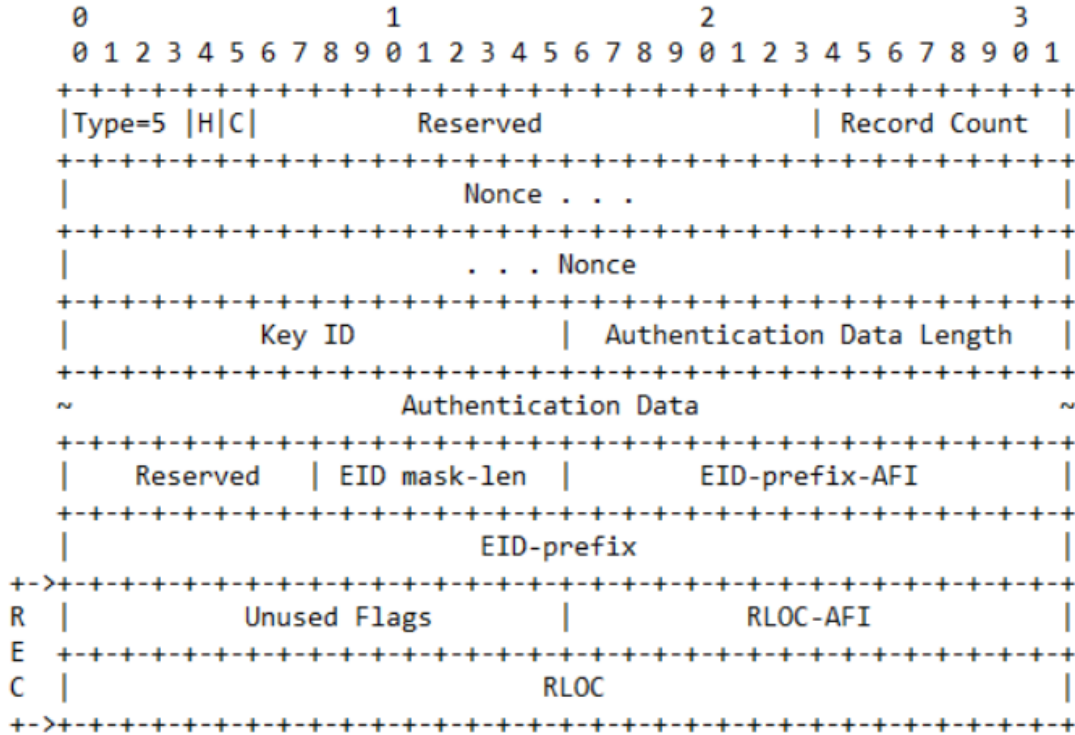 0                   1                   2                   3
 0 1 2 3 4 5 6 7 8 9 0 1 2 3 4 5 6 7 8 9 0 1 2 3 4 5 6 7 8 9 0 1
+-+-+-+-+-+-+-+-+-+-+-+-+-+-+-+-+-+-+-+-+-+-+-+-+-+-+-+-+-+-+-+-+
|Type=5 |H|C|          Reserved                 | Record Count  |
+-+-+-+-+-+-+-+-+-+-+-+-+-+-+-+-+-+-+-+-+-+-+-+-+-+-+-+-+-+-+-+-+
|                         Nonce . . .                           |
+-+-+-+-+-+-+-+-+-+-+-+-+-+-+-+-+-+-+-+-+-+-+-+-+-+-+-+-+-+-+-+-+
|                         . . . Nonce                           |
+-+-+-+-+-+-+-+-+-+-+-+-+-+-+-+-+-+-+-+-+-+-+-+-+-+-+-+-+-+-+-+-+
|            Key ID             |  Authentication Data Length   |
+-+-+-+-+-+-+-+-+-+-+-+-+-+-+-+-+-+-+-+-+-+-+-+-+-+-+-+-+-+-+-+-+
~                     Authentication Data                       ~
+-+-+-+-+-+-+-+-+-+-+-+-+-+-+-+-+-+-+-+-+-+-+-+-+-+-+-+-+-+-+-+-+
|    Reserved   | EID mask-len  |        EID-prefix-AFI         |
+-+-+-+-+-+-+-+-+-+-+-+-+-+-+-+-+-+-+-+-+-+-+-+-+-+-+-+-+-+-+-+-+
|                          EID-prefix                           |
+->+-+-+-+-+-+-+-+-+-+-+-+-+-+-+-+-+-+-+-+-+-+-+-+-+-+-+-+-+-+-+-+-+
R  |           Unused Flags        |           RLOC-AFI            |
E  +-+-+-+-+-+-+-+-+-+-+-+-+-+-+-+-+-+-+-+-+-+-+-+-+-+-+-+-+-+-+-+-+
C  |                              RLOC                             |
+->+-+-+-+-+-+-+-+-+-+-+-+-+-+-+-+-+-+-+-+-+-+-+-+-+-+-+-+-+-+-+-+-+